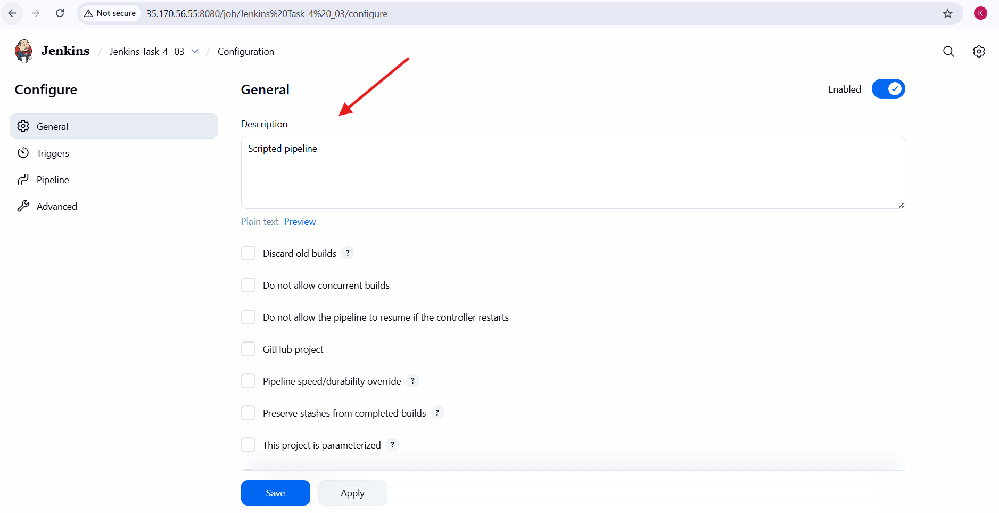 Not secure 35.170.56.55:8080/job/Jenkins%20Task-4%20_03/configure
K
Jenkins / Jenkins Task-4 _03 / Configuration
Configure
General
Triggers
Pipeline
Advanced
General
Enabled
Description
Scripted pipeline
Plain text Preview
Discard old builds ?
Do not allow concurrent builds
Do not allow the pipeline to resume if the controller restarts
GitHub project
Pipeline speed/durability override ?
Preserve stashes from completed builds ?
This project is parameterized ?
Save Apply